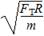 √(F_T R / m)